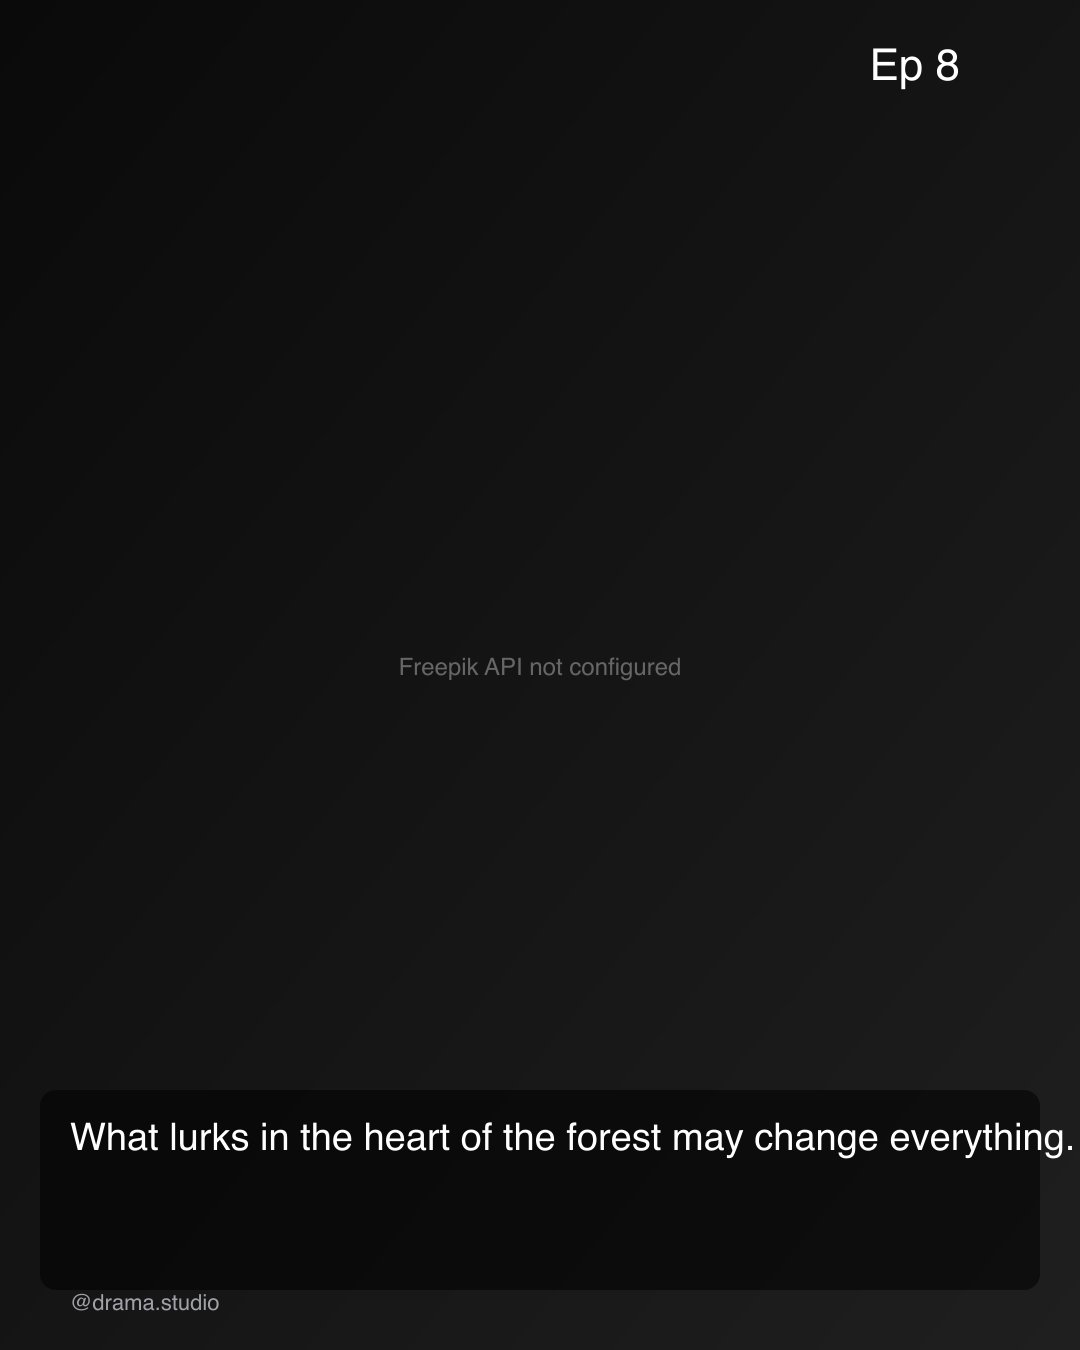 Ep 8
Freepik API not configured
What lurks in the heart of the forest may change everything.
@drama.studio